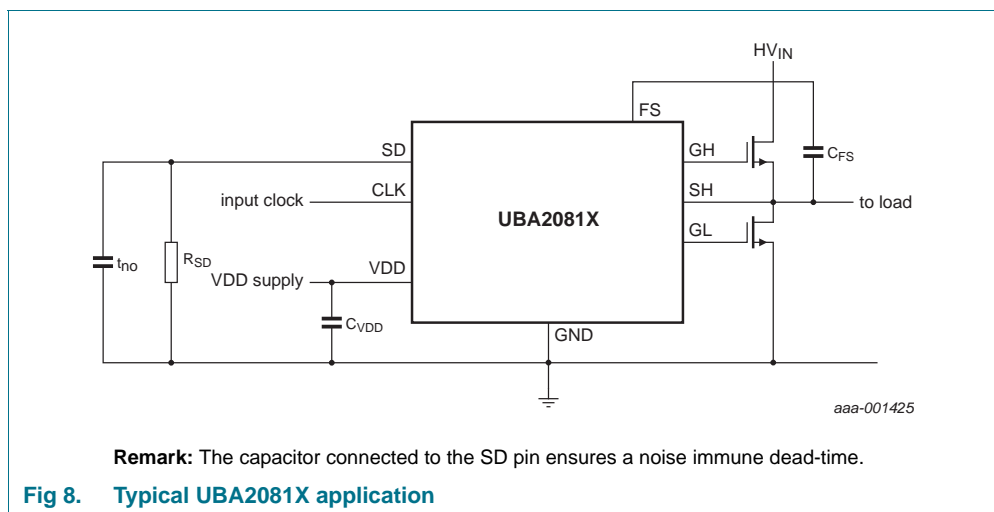 HVIN
FS
SD
GH
CFS
CLK
input clock
SH
to load
UBA2081X
GL
tno
RSD
VDD
VDD supply
CVDD
GND
aaa-001425
Remark: The capacitor connected to the SD pin ensures a noise immune dead-time.
Fig 8. Typical UBA2081X application